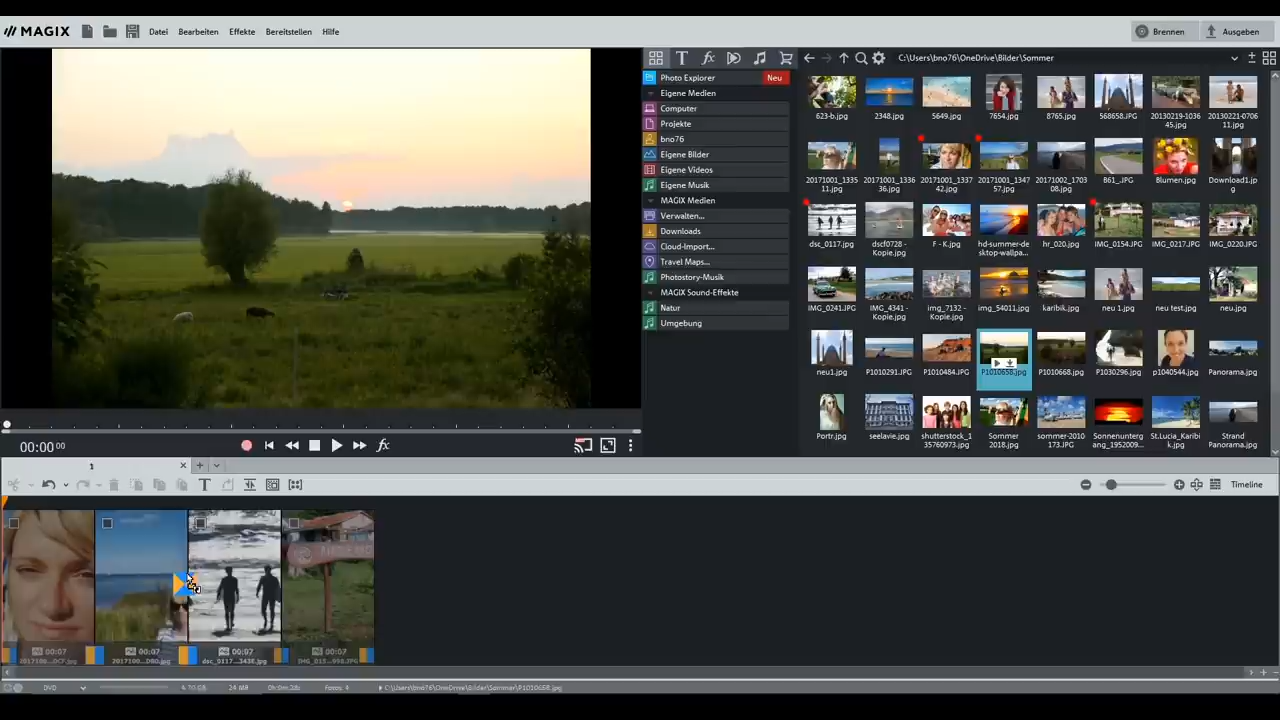 MAGIX Datei Bearbeiten Effekte Bereitstellen Hilfe Brennen Ausgeben
C:\Users\bno76\OneDrive\Bilder\Sommer
Photo Explorer Neu
Eigene Medien
Computer
Projekte
bno76
Eigene Bilder
Eigene Videos
Eigene Musik
MAGIX Medien
Verwalten...
Downloads
Cloud-Import...
Travel Maps...
Photostory-Musik
MAGIX Sound-Effekte
Natur
Umgebung
623-b.jpg 2348.jpg 5649.jpg 7654.jpg 8765.jpg 568658.JPG 20130219-1036 20130221-0706
45.jpg 11.jpg
20171001_1335 20171001_1336 20171001_1337 20171001_1347 20171002_1703 B61_.JPG Blumen.jpg Download1.jp
11.jpg 36.jpg 42.jpg 57.jpg 08.jpg g
dsc_0117.jpg dscf0728 - F - K.jpg hd-summer-de hr_020.jpg IMG_0154.JPG IMG_0217.JPG IMG_0220.JPG
Kopie.jpg sktop-wallpa...
IMG_0241.JPG IMG_4341 - img_7132 - img_54011.jpg karibik.jpg neu 1.jpg neu test.jpg neu.jpg
Kopie.jpg Kopie.jpg
neu1.jpg P1010291.JPG P1010484.JPG P1010658.jpg P1010668.jpg P1030296.jpg p1040544.jpg Panorama.jpg
Portr.jpg seelavie.jpg shutterstock_1 Sommer sommer-2010 Sonnenunterg St.Lucia_Karibi Strand
35760973.jpg 2018.jpg 173.JPG ang_1952009... k.jpg Panorama.jpg
00:00 00
1
Timeline
00:07 00:07 00:07 00:07
DVD 24 MB Fotos: 4 C:\Users\bno76\OneDrive\Bilder\Sommer\P1010658.jpg